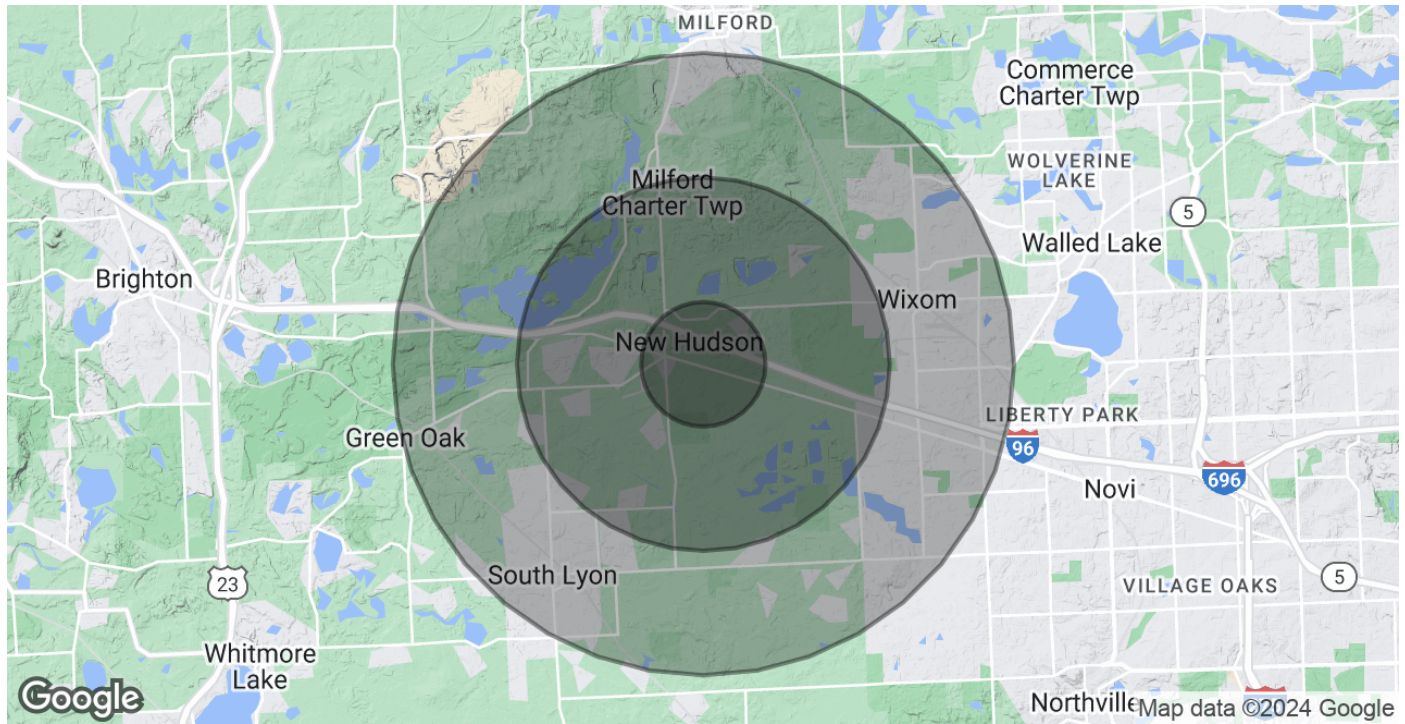 MILFORD
Commerce
Charter Twp
WOLVERINE
LAKE
Milford
Charter Twp
5
Walled Lake
Brighton
Wixom
New Hudson
LIBERTY PARK
Green Oak
96
696
Novi
South Lyon
23
5
VILLAGE OAKS
Whitmore
Lake
Google
Northville
Map data ©2024 Google